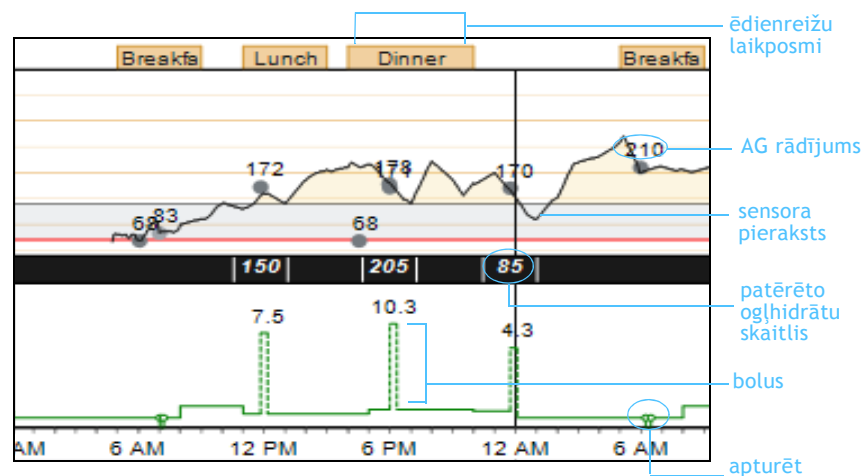 ēdienreižu
laikposmi
Breakfa Lunch Dinner Breakfa
AG rādījums
172 170 210
68 83 68
sensora
pieraksts
150 205 85
patērēto
ogļhidrātu
skaitlis
7.5 10.3 4.3
bolus
AM 6 AM 12 PM 6 PM 12 AM 6 AM
apturēt